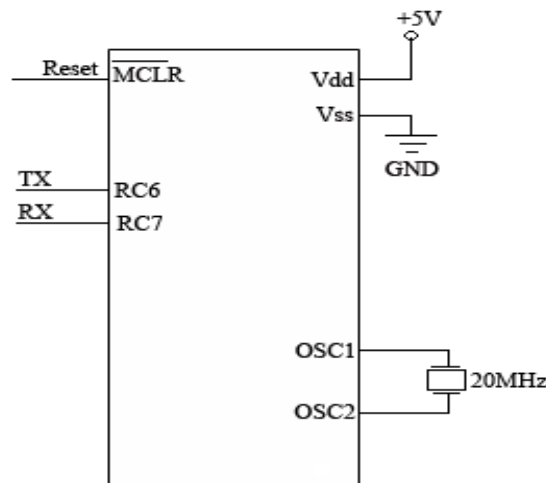 +5V
Reset
MCLR
Vdd
Vss
GND
TX
RC6
RX
RC7
OSC1
20MHz
OSC2